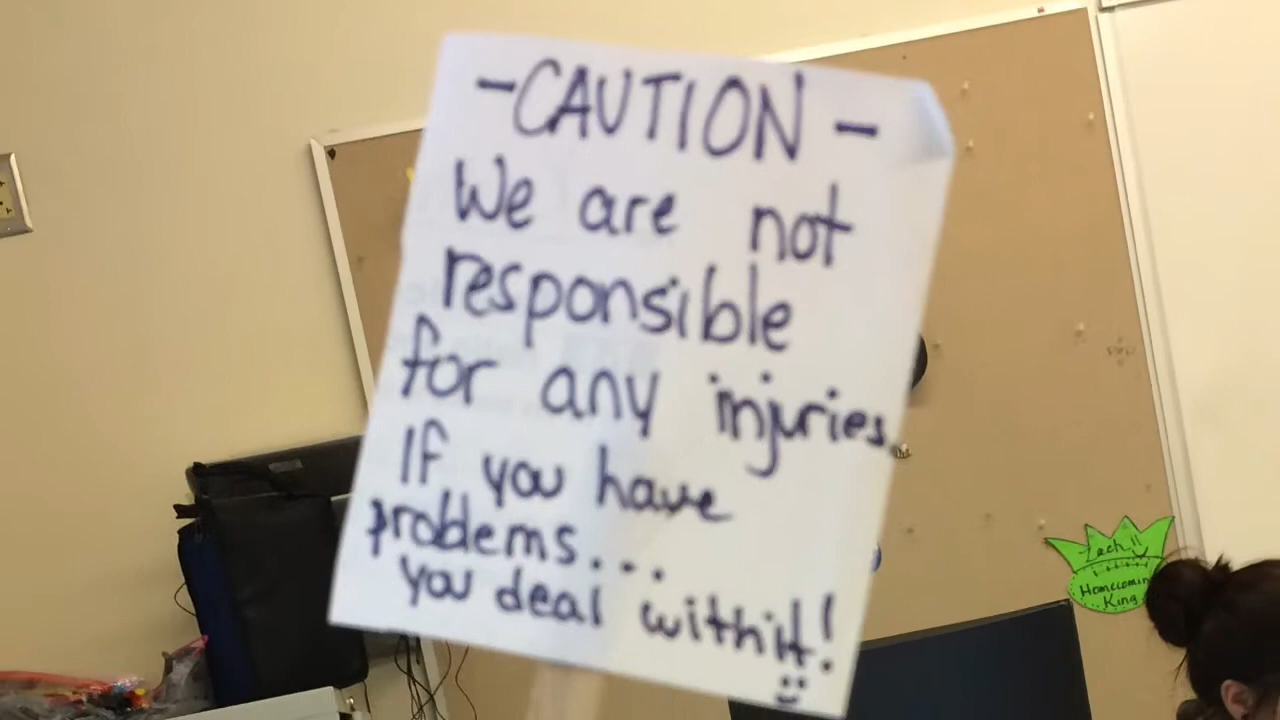 -CAUTION-
We are not
responsible
for any injuries.
If you have
problems...
you deal with it!
Zach!!
Homecoming
King